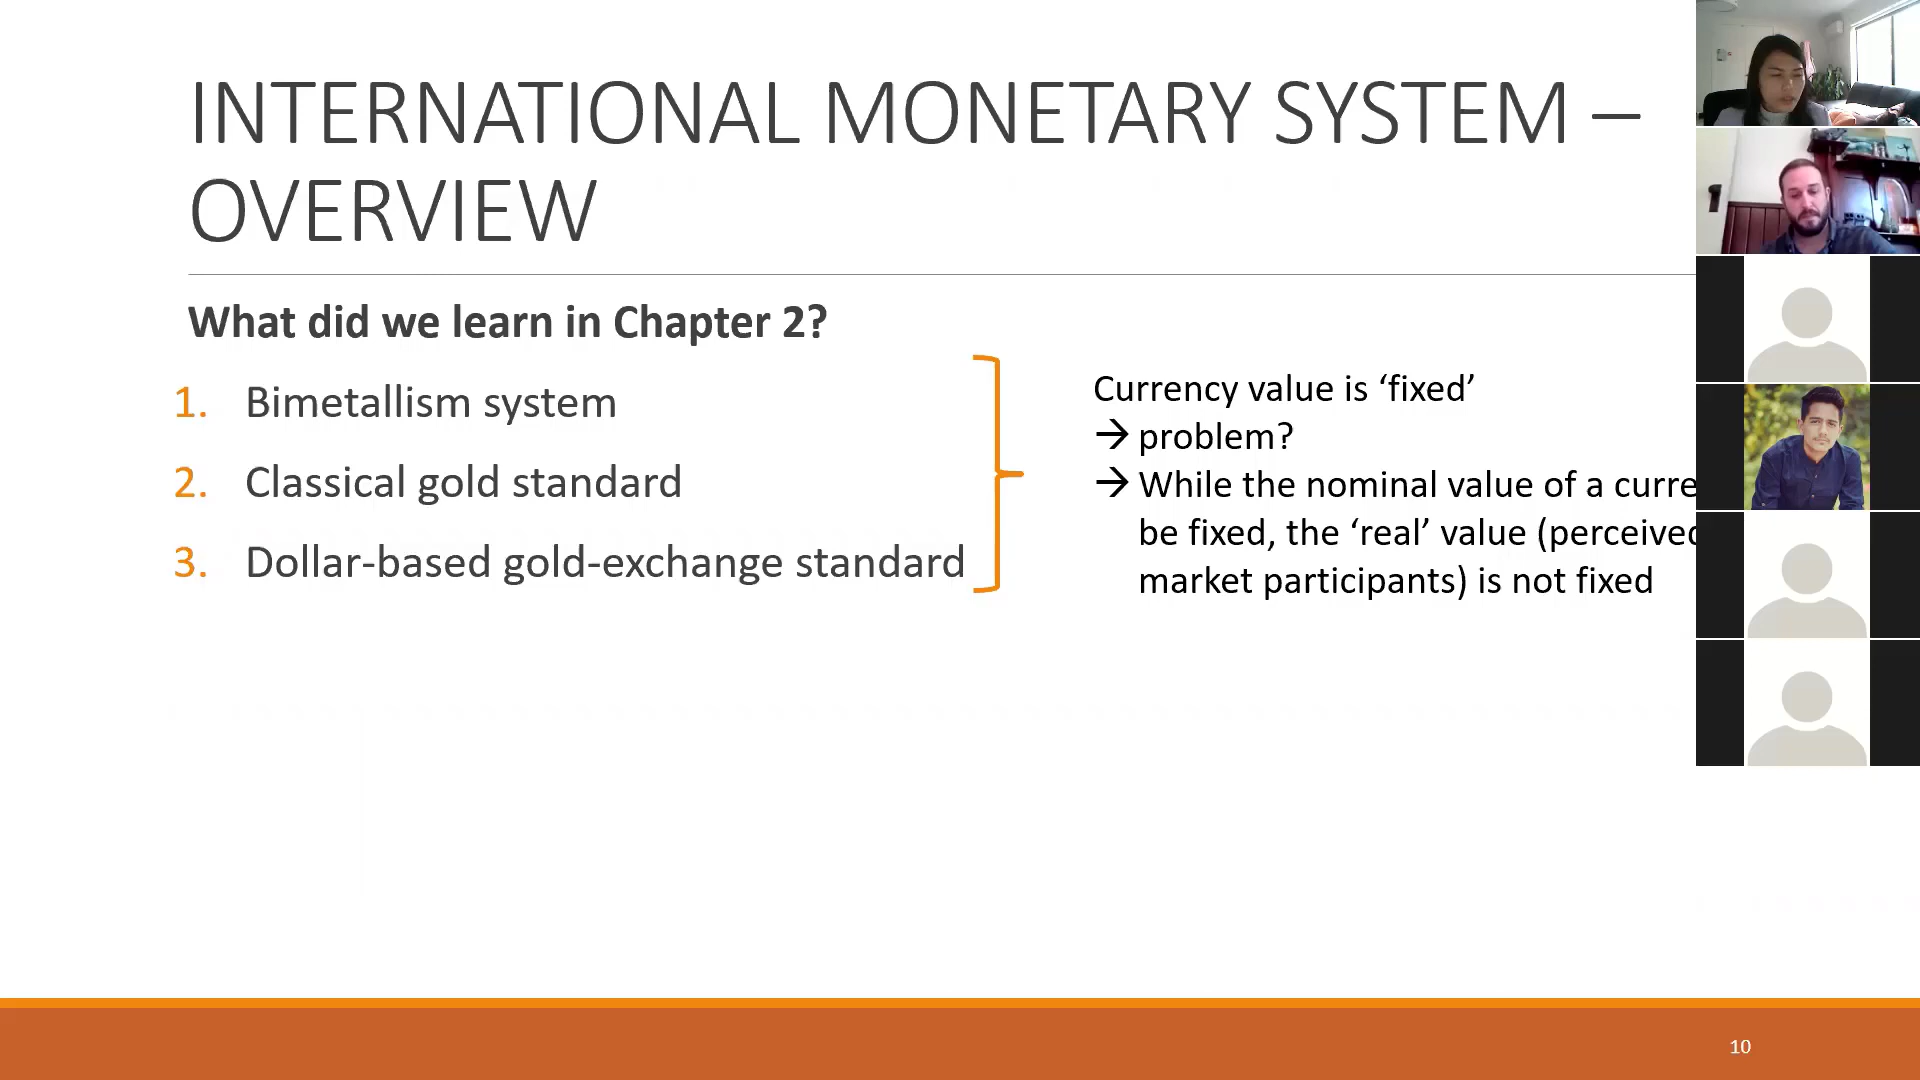 INTERNATIONAL MONETARY SYSTEM –
OVERVIEW
What did we learn in Chapter 2?
1. Bimetallism system
2. Classical gold standard
3. Dollar-based gold-exchange standard
Currency value is ‘fixed’
→ problem?
→ While the nominal value of a curre
be fixed, the ‘real’ value (perceived
market participants) is not fixed
10